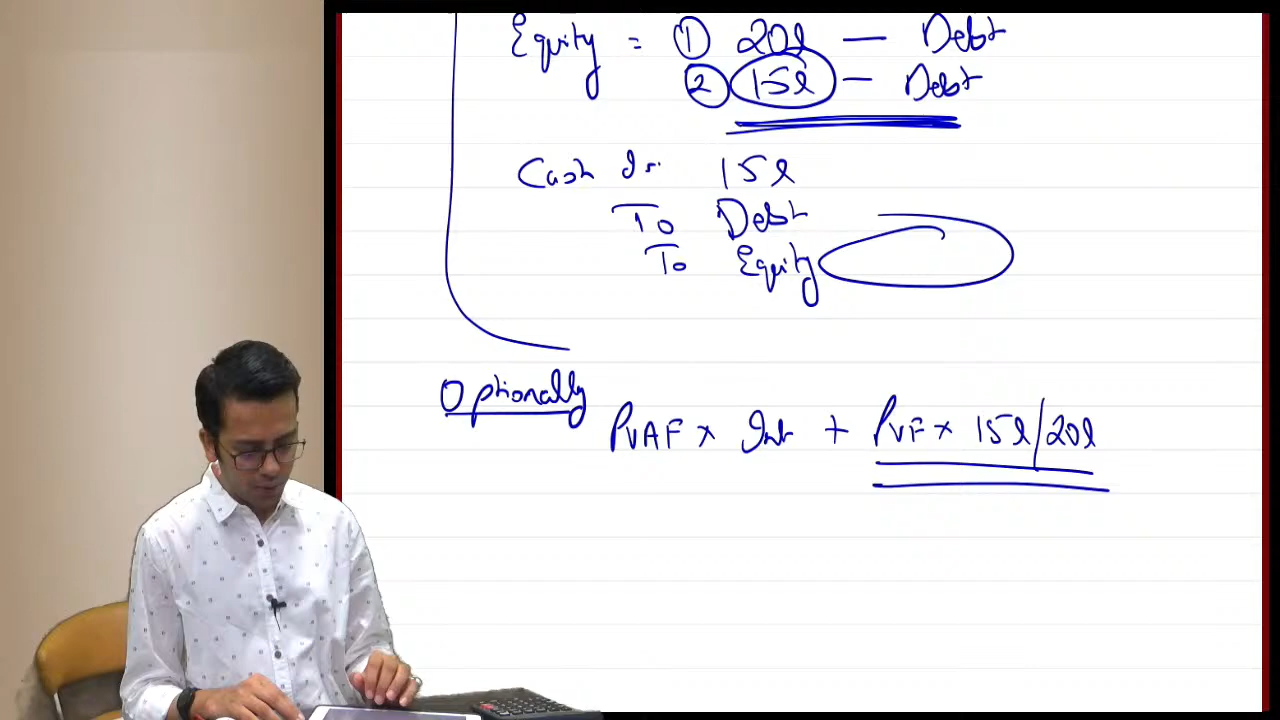 Equity = ① 20l — Debt
② 15l — Debt
Cash Dr. 15l
To Debt
To Equity
Optionally
PVAF × Int + PVF × 15l/20l